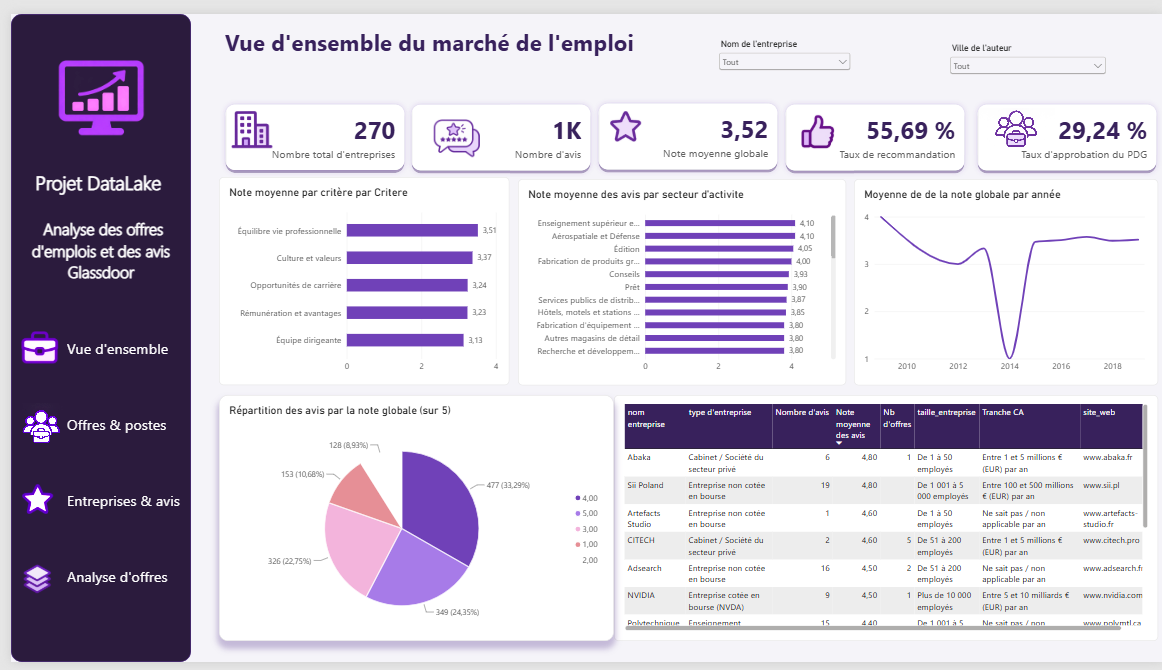 Vue d'ensemble du marché de l'emploi
Nom de l'entreprise
Tout
Ville de l'auteur
Tout
Projet DataLake
Analyse des offres
d'emplois et des avis
Glassdoor
Vue d'ensemble
Offres & postes
Entreprises & avis
Analyse d'offres
270
Nombre total d'entreprises
1K
Nombre d'avis
3,52
Note moyenne globale
55,69 %
Taux de recommandation
29,24 %
Taux d'approbation du PDG
Note moyenne par critère par Critere
Équilibre vie professionnelle 3,51
Culture et valeurs 3,37
Opportunités de carrière 3,24
Rémunération et avantages 3,23
Équipe dirigeante 3,13
0 2 4
Note moyenne des avis par secteur d'activite
Enseignement supérieur e... 4,10
Aérospatiale et Défense 4,10
Édition 4,05
Fabrication de produits gr... 4,00
Conseils 3,93
Prêt 3,90
Services publics de distrib... 3,87
Hôtels, motels et stations ... 3,85
Fabrication d'équipement ... 3,80
Autres magasins de détail 3,80
Recherche et développem... 3,80
0 2 4
Moyenne de de la note globale par année
4
3
2
1
2010 2012 2014 2016 2018
Répartition des avis par la note globale (sur 5)
128 (8,93%)
153 (10,68%)
477 (33,29%)
326 (22,75%)
349 (24,35%)
4,00
5,00
3,00
1,00
2,00
nom entreprise type d'entreprise Nombre d'avis Note moyenne des avis Nb d'offres taille_entreprise Tranche CA site_web
Abaka Cabinet / Société du secteur privé 6 4,80 1 De 1 à 50 employés Entre 1 et 5 millions € (EUR) par an www.abaka.fr
Sii Poland Entreprise non cotée en bourse 19 4,80 De 1 001 à 5 000 employés Entre 100 et 500 millions € (EUR) par an www.sii.pl
Artefacts Studio Entreprise non cotée en bourse 1 4,60 De 1 à 50 employés Ne sait pas / non applicable par an www.artefacts-studio.fr
CITECH Cabinet / Société du secteur privé 2 4,60 5 De 51 à 200 employés Entre 1 et 5 millions € (EUR) par an www.citech.pro
Adsearch Entreprise non cotée en bourse 16 4,50 2 De 51 à 200 employés Ne sait pas / non applicable par an www.adsearch.fr
NVIDIA Entreprise cotée en bourse (NVDA) 9 4,50 1 Plus de 10 000 employés Entre 5 et 10 milliards € (EUR) par an www.nvidia.com
Polytechnique Enseignement 15 4,40 De 1 001 à 5 Ne sait pas / non www.polymtl.ca